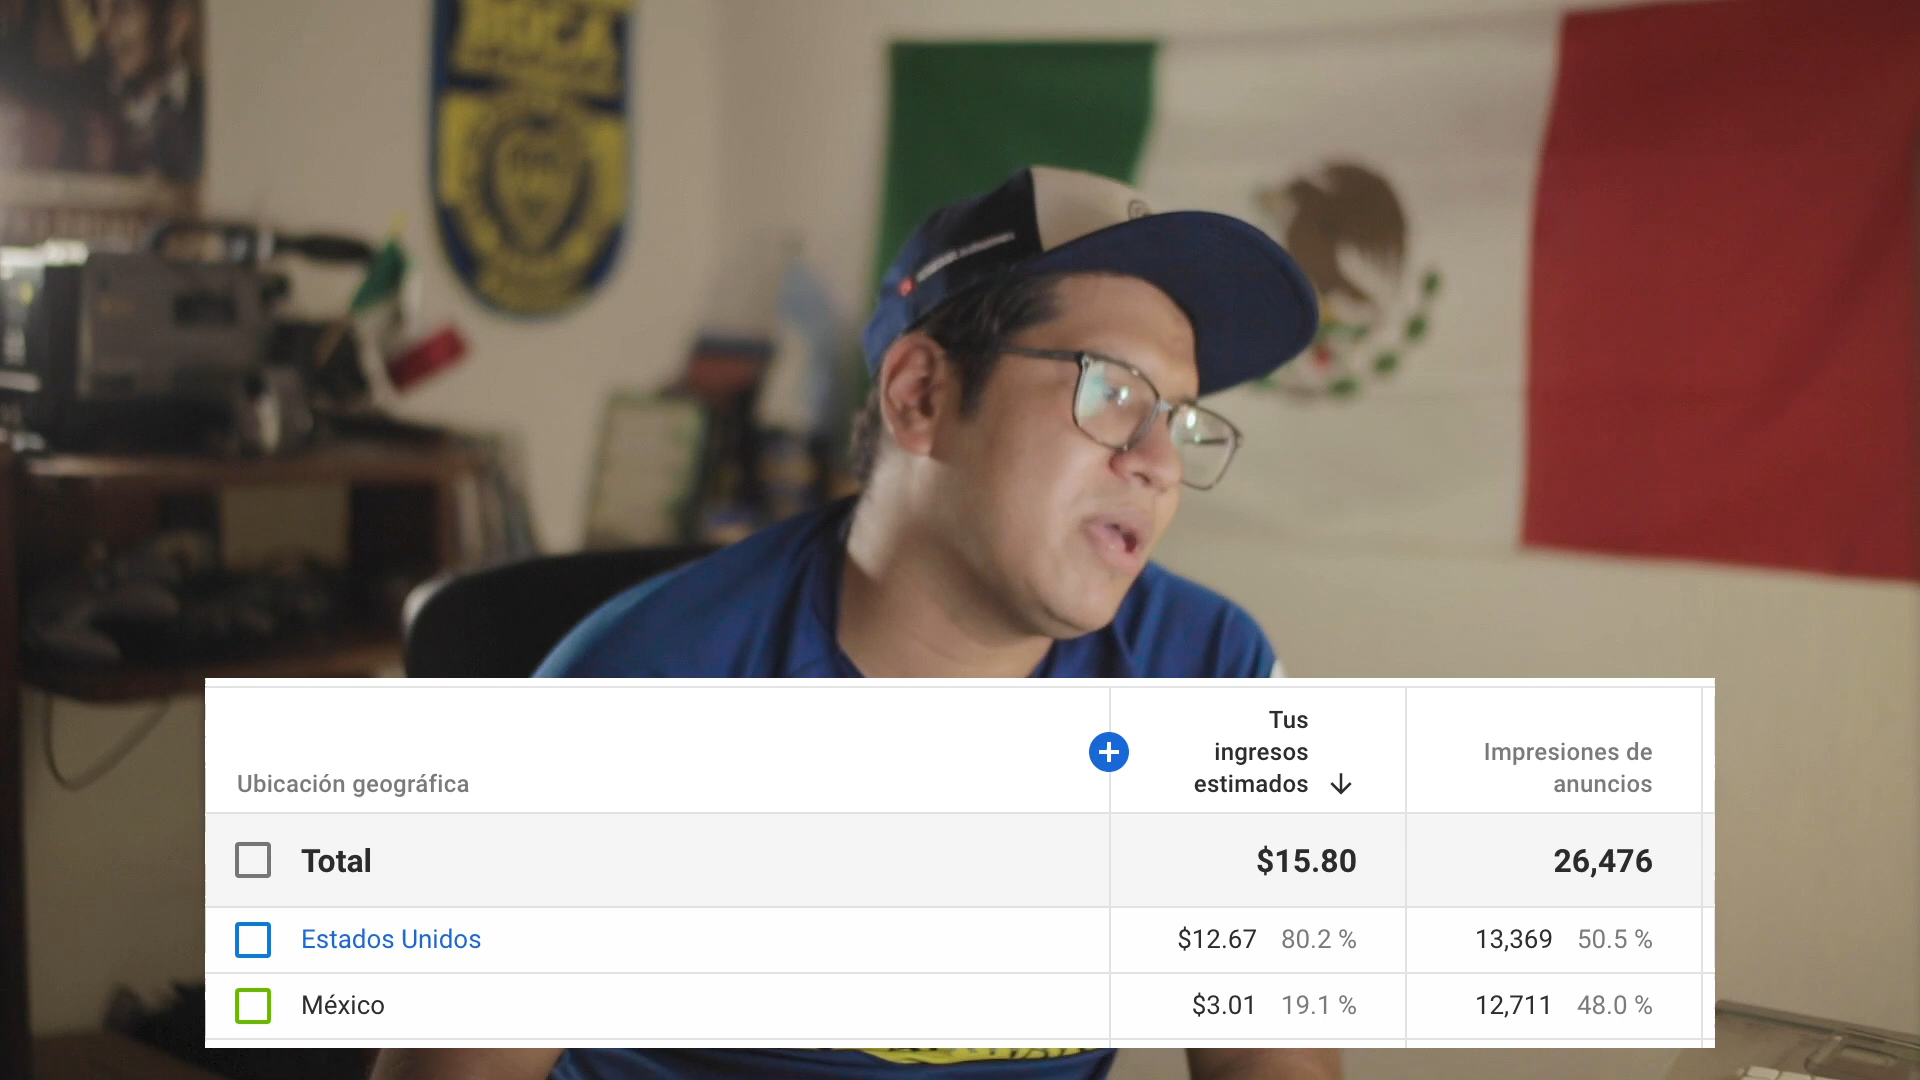 BOCA
Ubicación geográfica
Tus
ingresos
estimados
Impresiones de
anuncios
Total
$15.80
26,476
Estados Unidos
$12.67 80.2 %
13,369 50.5 %
México
$3.01 19.1 %
12,711 48.0 %